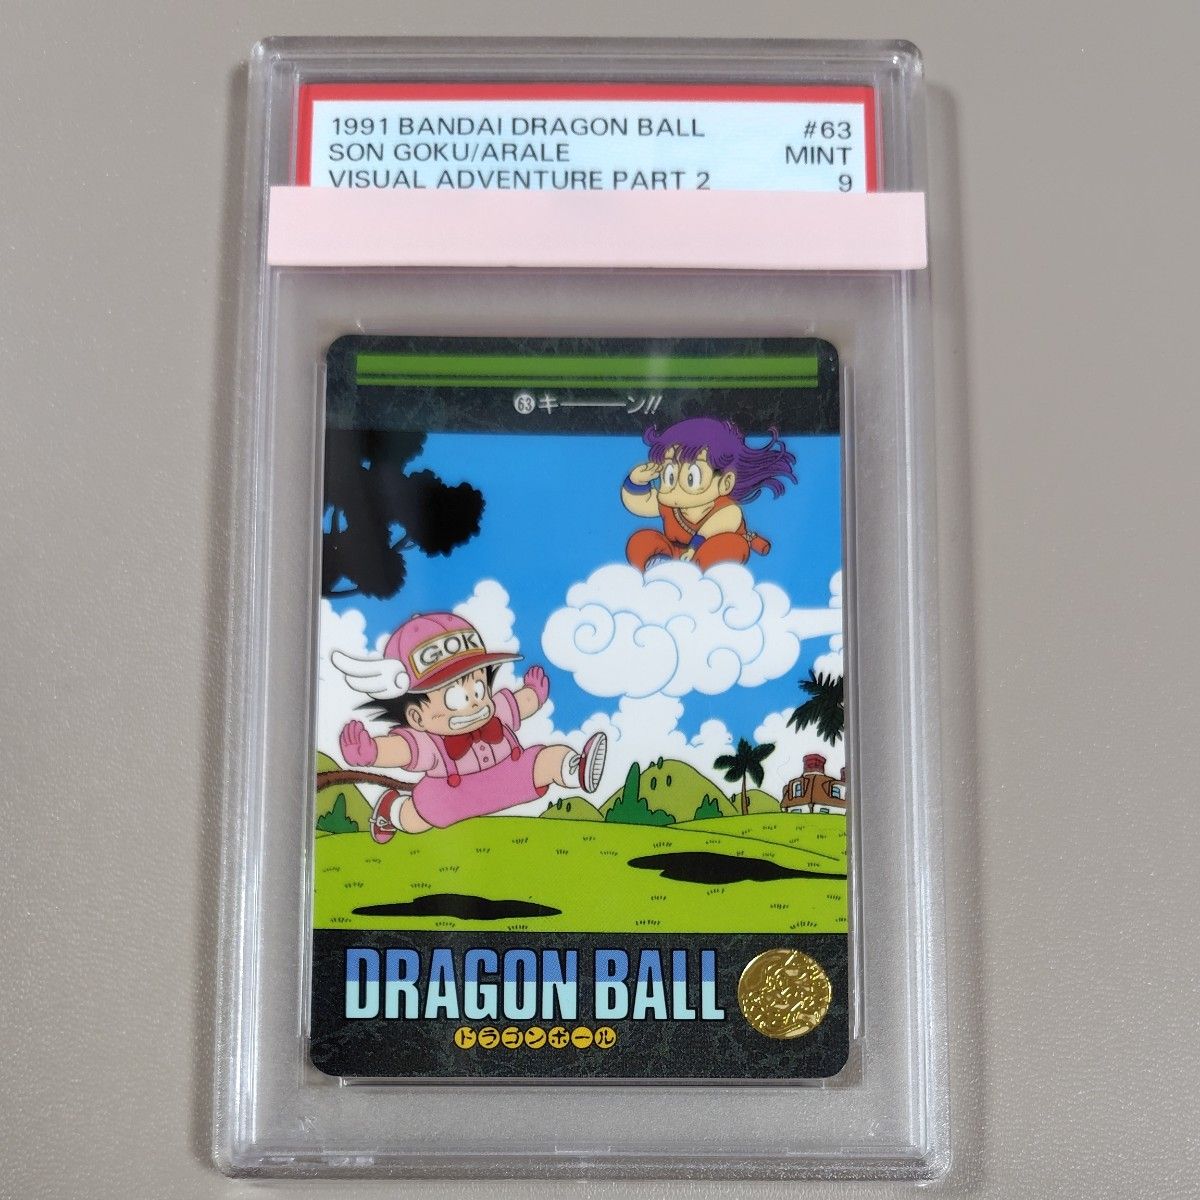 1991 BANDAI DRAGON BALL #63
SON GOKU/ARALE MINT
VISUAL ADVENTURE PART 2 9
63 キーーン!!
GOK
DRAGON BALL
ドラゴンボール